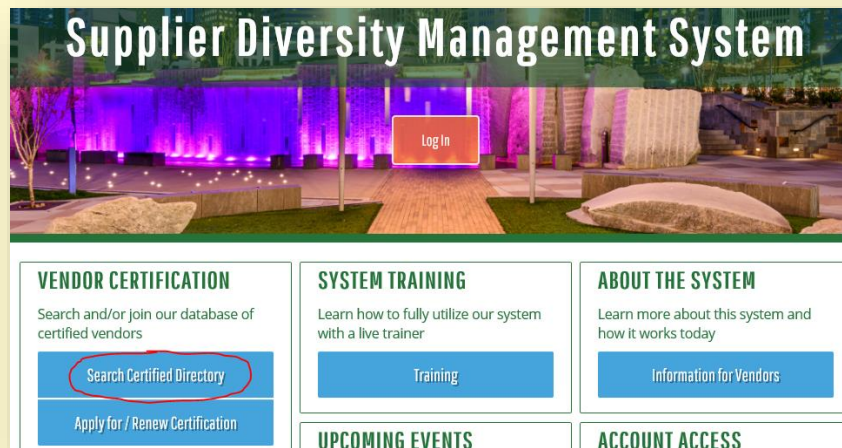 Supplier Diversity Management System
Log In
VENDOR CERTIFICATION
Search and/or join our database of
certified vendors
Search Certified Directory
Apply for / Renew Certification
SYSTEM TRAINING
Learn how to fully utilize our system
with a live trainer
Training
UPCOMING EVENTS
ABOUT THE SYSTEM
Learn more about this system and
how it works today
Information for Vendors
ACCOUNT ACCESS